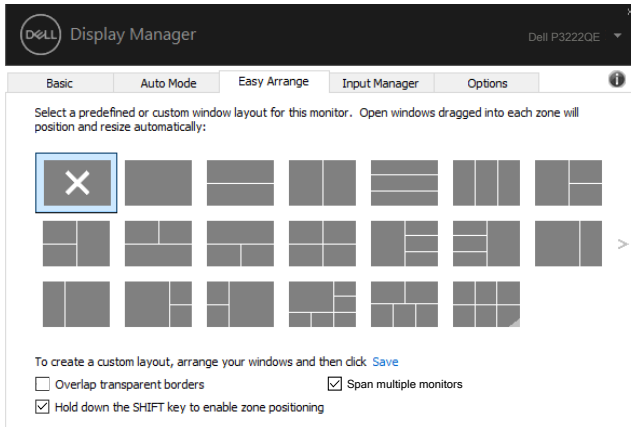 DELL Display Manager
Dell P3222QE
Basic Auto Mode Easy Arrange Input Manager Options
Select a predefined or custom window layout for this monitor. Open windows dragged into each zone will
position and resize automatically:
To create a custom layout, arrange your windows and then click Save
Overlap transparent borders
Span multiple monitors
Hold down the SHIFT key to enable zone positioning